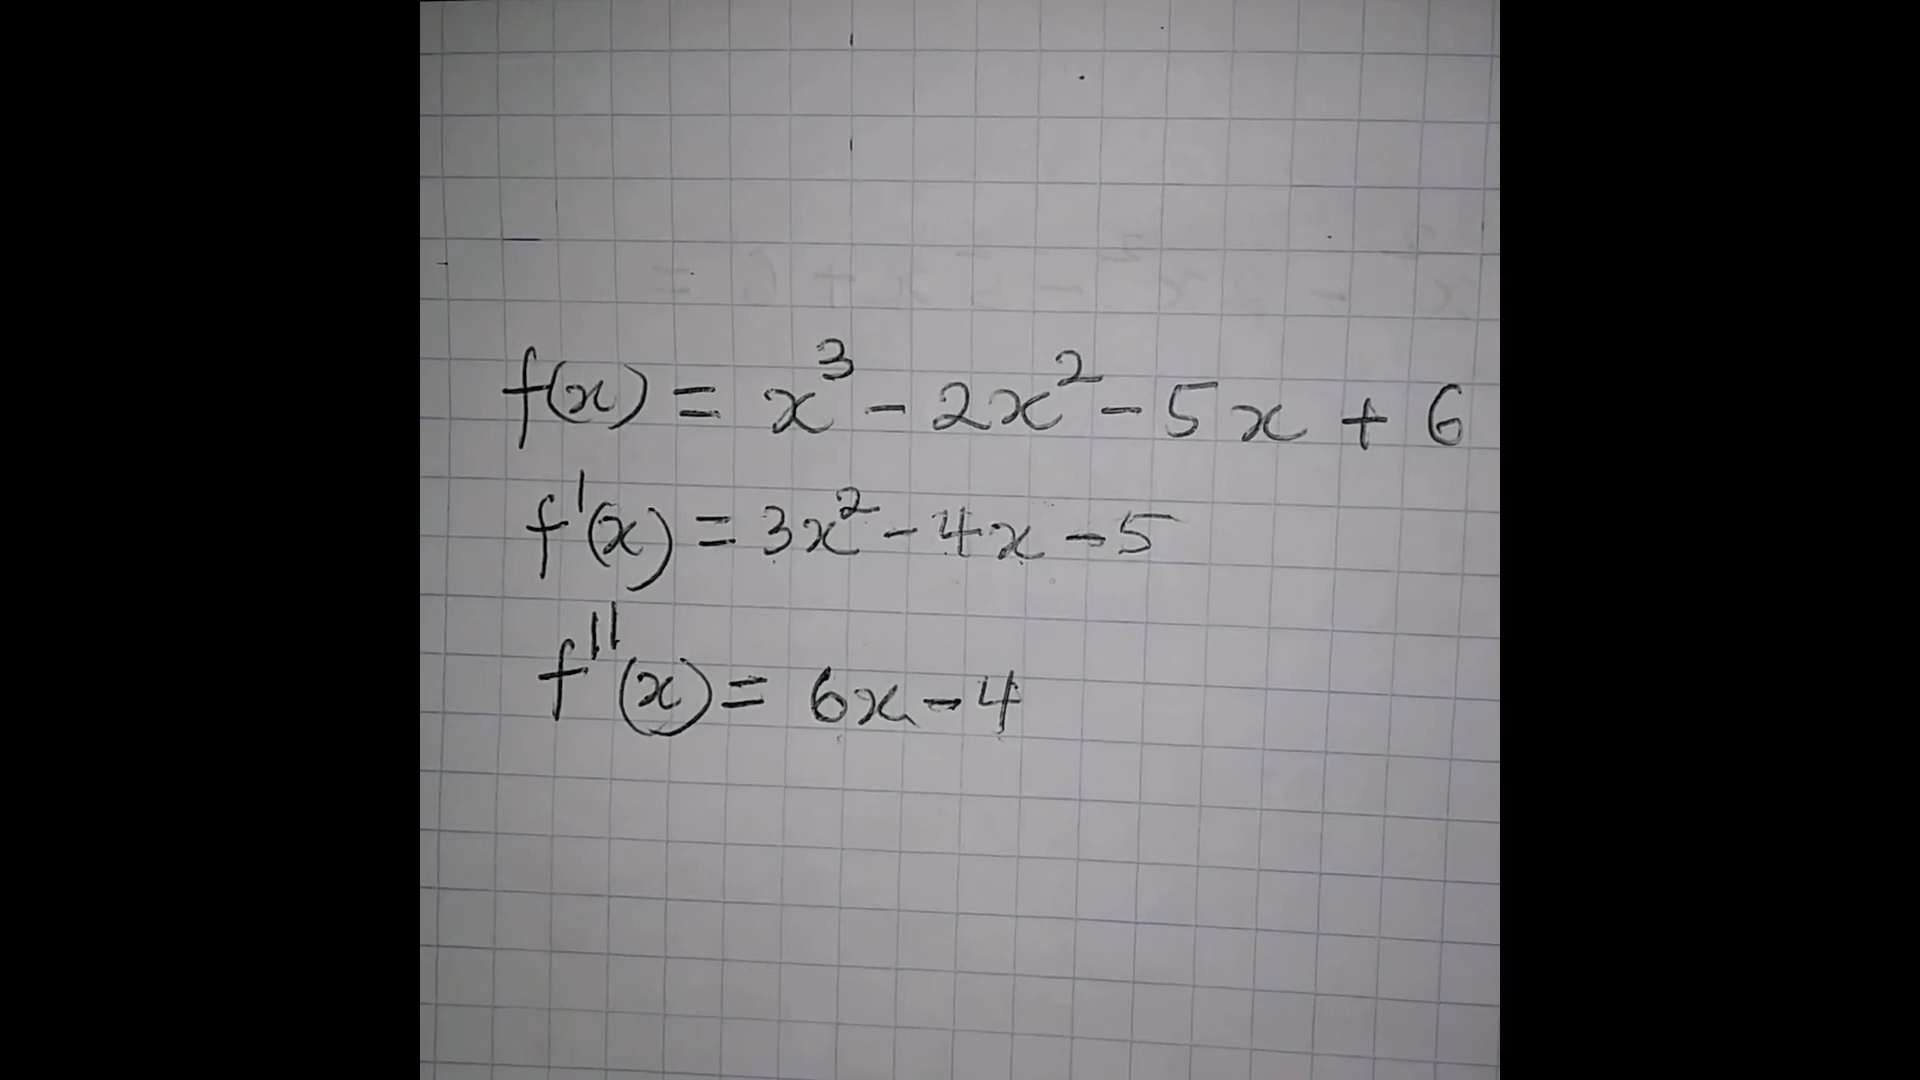 f(x) = x³ - 2x² - 5x + 6
f'(x) = 3x² - 4x - 5
f''(x) = 6x - 4